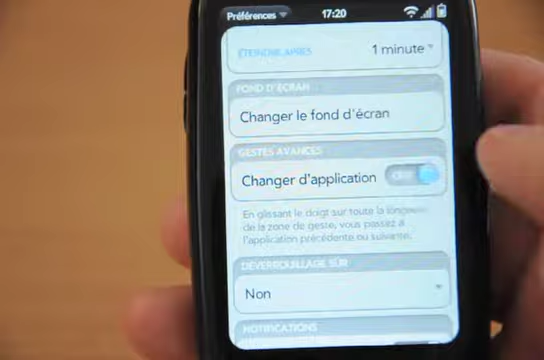 Préférences 17:20
ÉTEINDRE APRÈS 1 minute
FOND D'ÉCRAN
Changer le fond d'écran
GESTES AVANCÉS
Changer d'application
En glissant le doigt sur toute la longueur
de la zone de geste, vous passez à
l'application précédente ou suivante.
DÉVERROUILLAGE SÛR
Non
NOTIFICATIONS